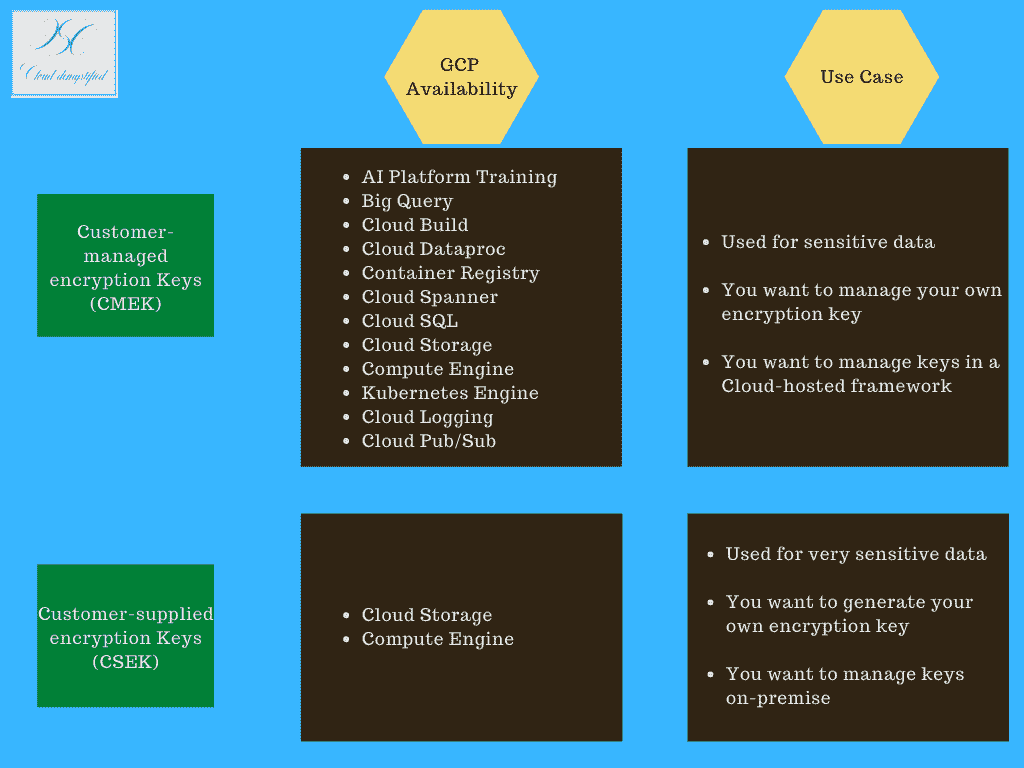 Cloud demystified
GCP
Availability
Use Case
Customer-
managed
encryption Keys
(CMEK)
• AI Platform Training
• Big Query
• Cloud Build
• Cloud Dataproc
• Container Registry
• Cloud Spanner
• Cloud SQL
• Cloud Storage
• Compute Engine
• Kubernetes Engine
• Cloud Logging
• Cloud Pub/Sub
• Used for sensitive data
• You want to manage your own
encryption key
• You want to manage keys in a
Cloud-hosted framework
Customer-supplied
encryption Keys
(CSEK)
• Cloud Storage
• Compute Engine
• Used for very sensitive data
• You want to generate your
own encryption key
• You want to manage keys
on-premise